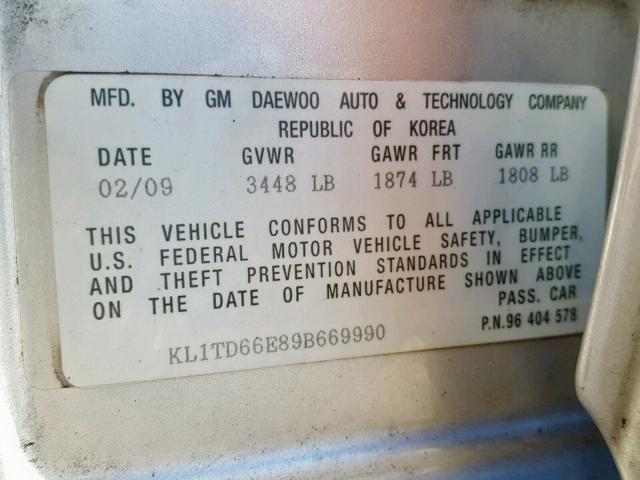 MFD. BY GM DAEWOO AUTO & TECHNOLOGY COMPANY
REPUBLIC OF KOREA
DATE GVWR GAWR FRT GAWR RR
02/09 3448 LB 1874 LB 1808 LB
THIS VEHICLE CONFORMS TO ALL APPLICABLE
U.S. FEDERAL MOTOR VEHICLE SAFETY, BUMPER,
AND THEFT PREVENTION STANDARDS IN EFFECT
ON THE DATE OF MANUFACTURE SHOWN ABOVE
PASS. CAR
P.N.96 404 578
KL1TD66E89B669990